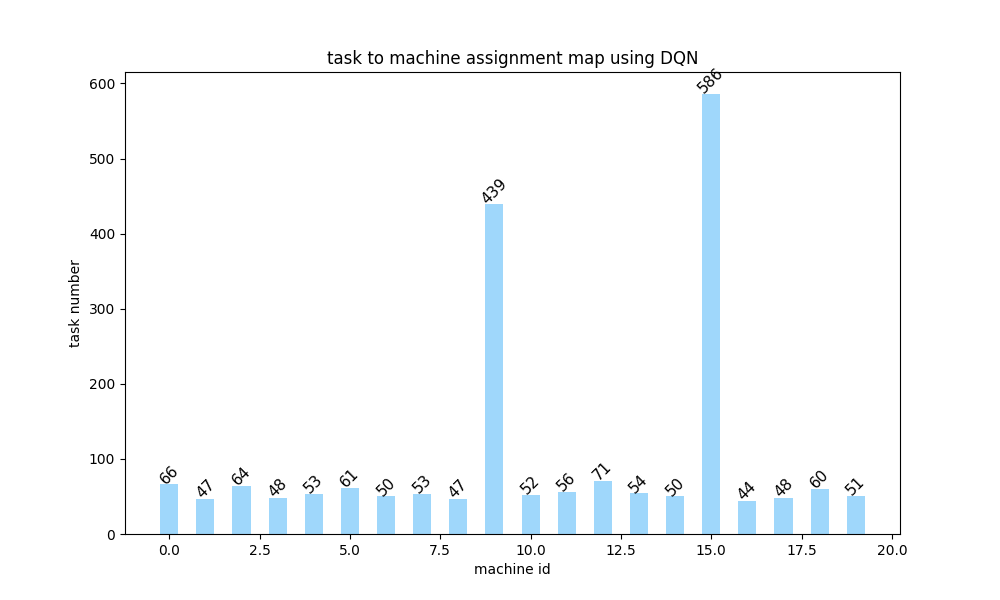 task to machine assignment map using DQN
600
500
400
300
200
100
0
task number
66 47 64 48 53 61 50 53 47 439 52 56 71 54 50 586 44 48 60 51
0.0 2.5 5.0 7.5 10.0 12.5 15.0 17.5 20.0
machine id